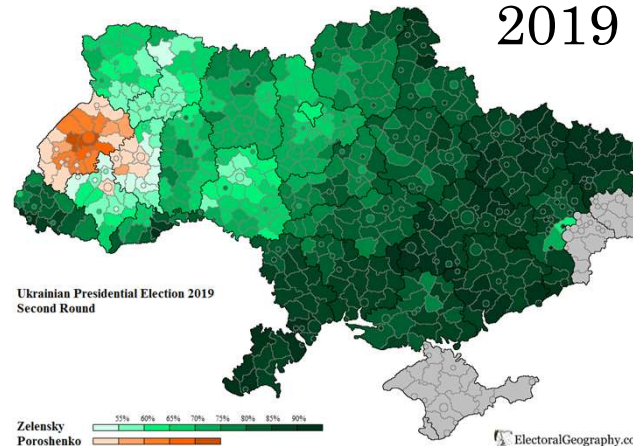 2019
Ukrainian Presidential Election 2019
Second Round
55% 60% 65% 70% 75% 80% 85% 90%
Zelensky
Poroshenko
ElectoralGeography.co